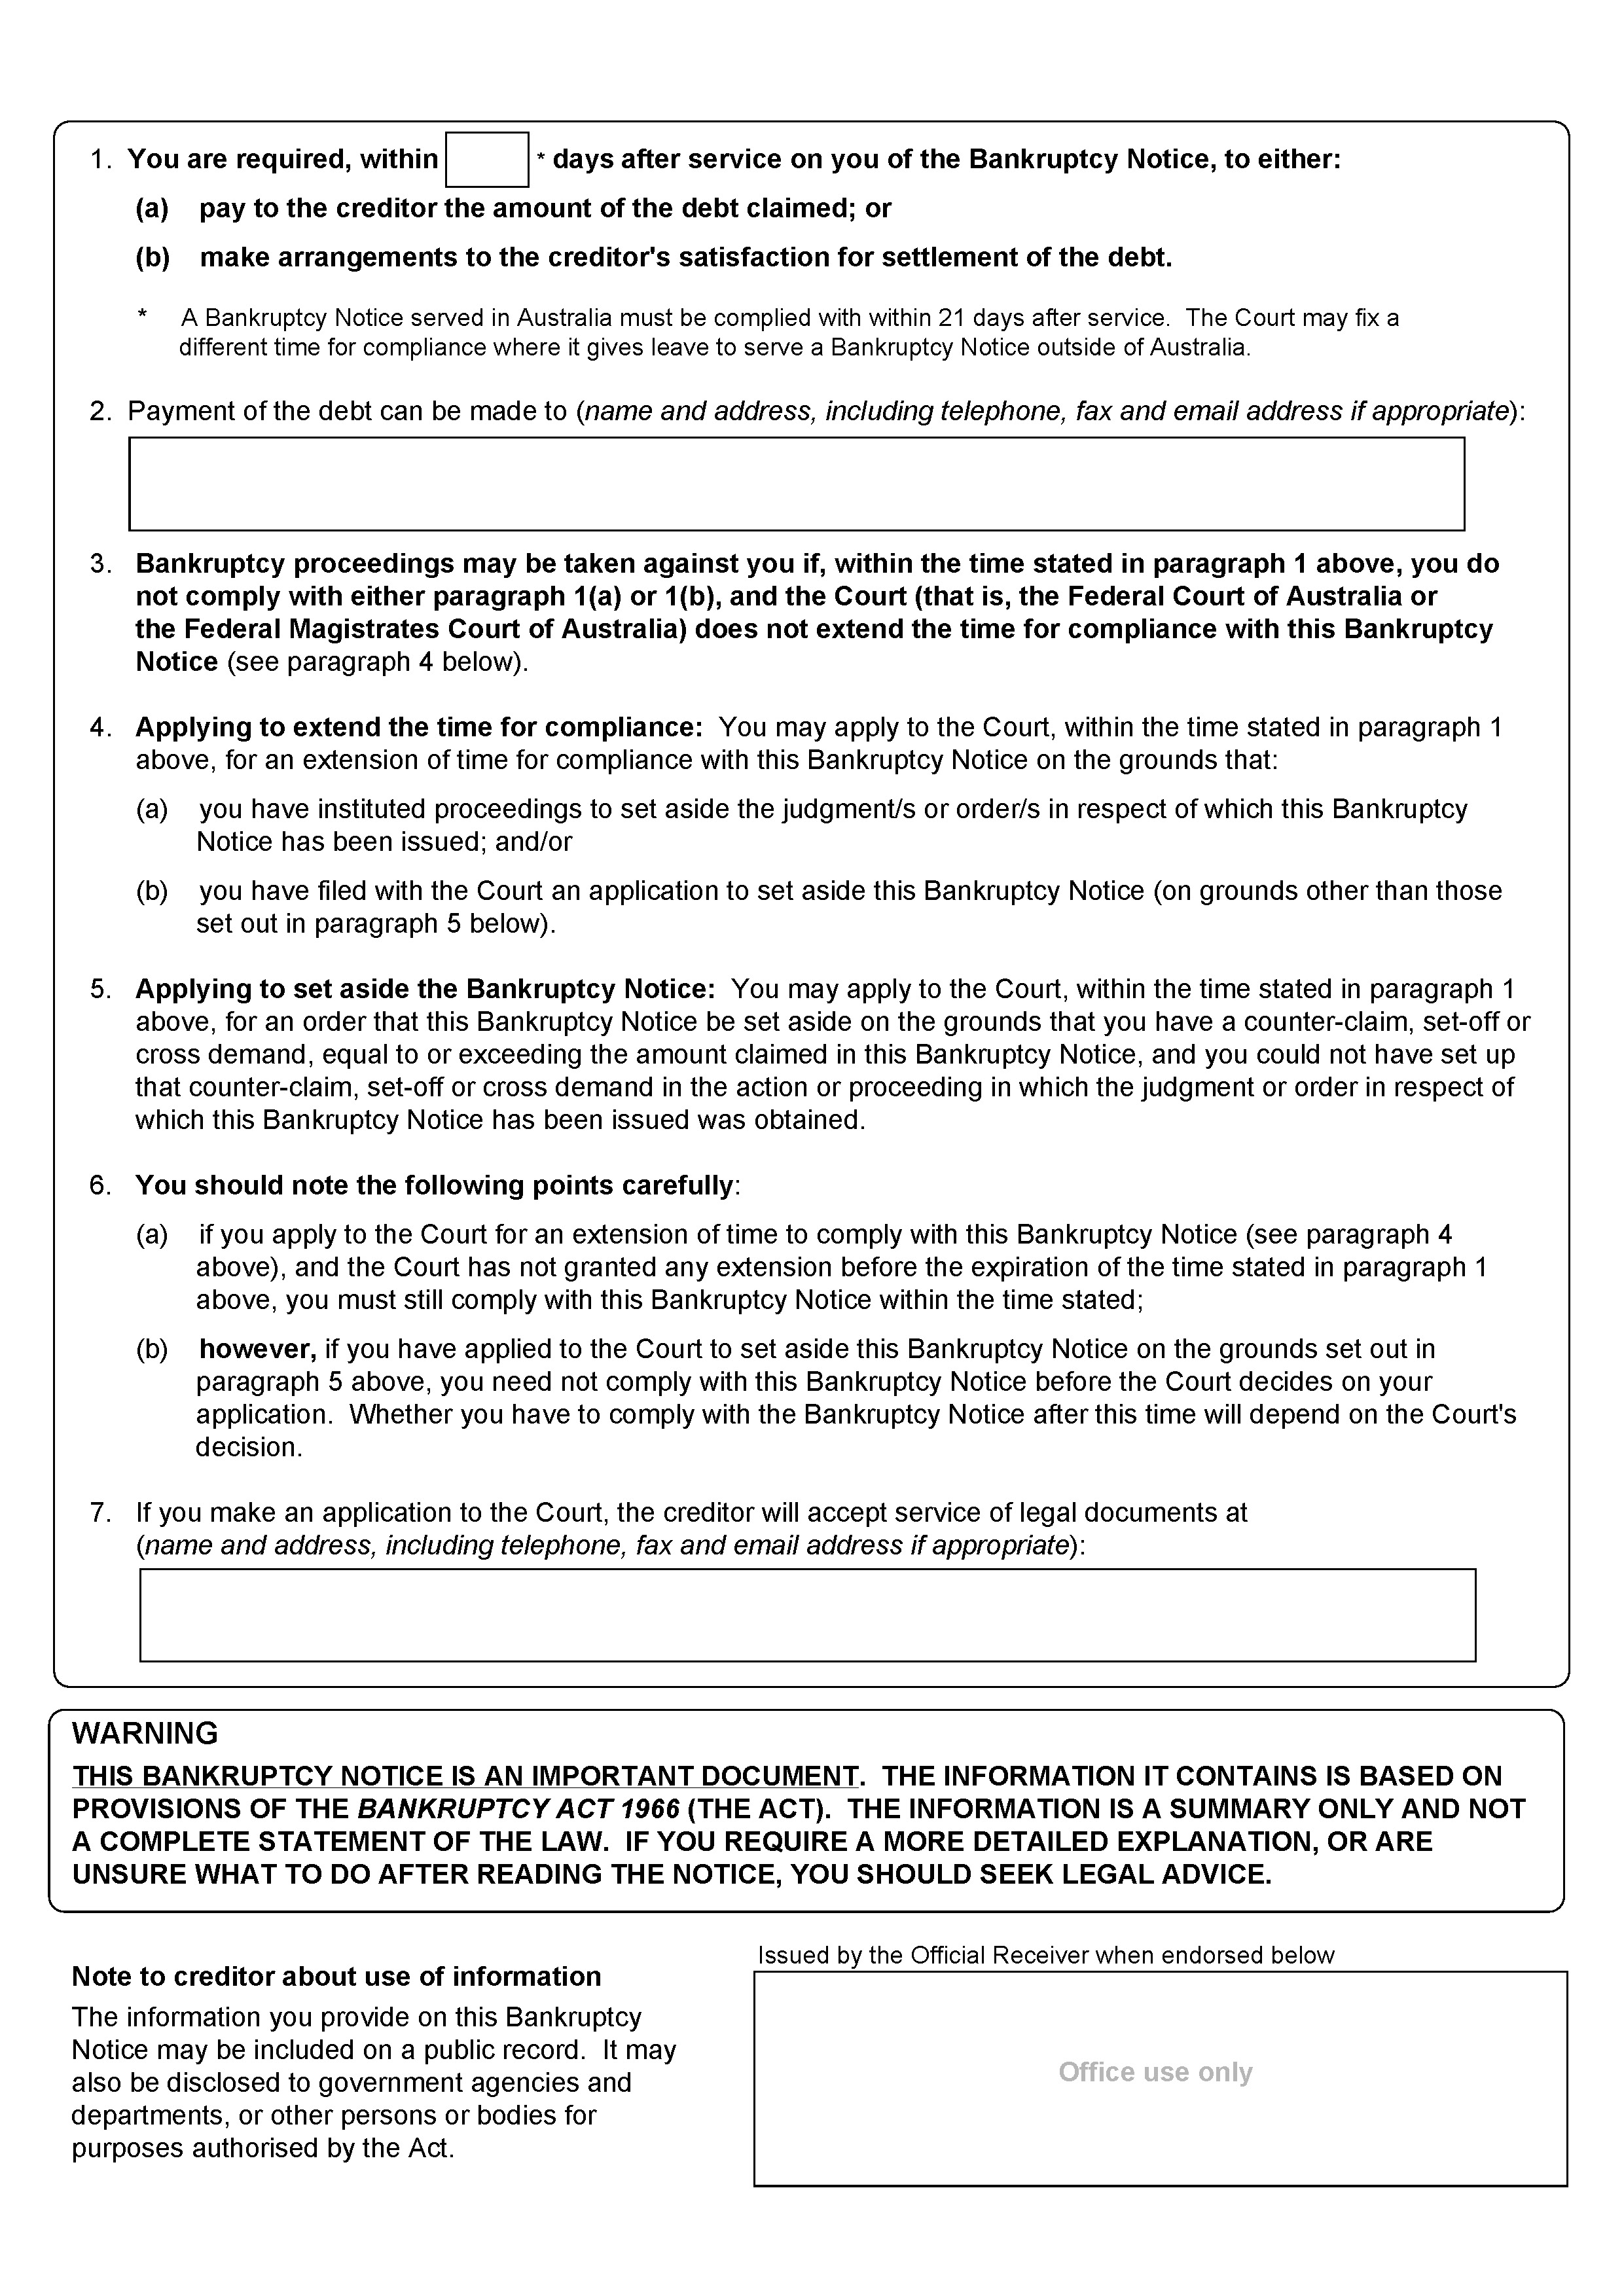 1. You are required, within * days after service on you of the Bankruptcy Notice, to either:
(a) pay to the creditor the amount of the debt claimed; or
(b) make arrangements to the creditor's satisfaction for settlement of the debt.
* A Bankruptcy Notice served in Australia must be complied with within 21 days after service. The Court may fix a
different time for compliance where it gives leave to serve a Bankruptcy Notice outside of Australia.
2. Payment of the debt can be made to (name and address, including telephone, fax and email address if appropriate):
3. Bankruptcy proceedings may be taken against you if, within the time stated in paragraph 1 above, you do
not comply with either paragraph 1(a) or 1(b), and the Court (that is, the Federal Court of Australia or
the Federal Magistrates Court of Australia) does not extend the time for compliance with this Bankruptcy
Notice (see paragraph 4 below).
4. Applying to extend the time for compliance: You may apply to the Court, within the time stated in paragraph 1
above, for an extension of time for compliance with this Bankruptcy Notice on the grounds that:
(a) you have instituted proceedings to set aside the judgment/s or order/s in respect of which this Bankruptcy
Notice has been issued; and/or
(b) you have filed with the Court an application to set aside this Bankruptcy Notice (on grounds other than those
set out in paragraph 5 below).
5. Applying to set aside the Bankruptcy Notice: You may apply to the Court, within the time stated in paragraph 1
above, for an order that this Bankruptcy Notice be set aside on the grounds that you have a counter-claim, set-off or
cross demand, equal to or exceeding the amount claimed in this Bankruptcy Notice, and you could not have set up
that counter-claim, set-off or cross demand in the action or proceeding in which the judgment or order in respect of
which this Bankruptcy Notice has been issued was obtained.
6. You should note the following points carefully:
(a) if you apply to the Court for an extension of time to comply with this Bankruptcy Notice (see paragraph 4
above), and the Court has not granted any extension before the expiration of the time stated in paragraph 1
above, you must still comply with this Bankruptcy Notice within the time stated;
(b) however, if you have applied to the Court to set aside this Bankruptcy Notice on the grounds set out in
paragraph 5 above, you need not comply with this Bankruptcy Notice before the Court decides on your
application. Whether you have to comply with the Bankruptcy Notice after this time will depend on the Court's
decision.
7. If you make an application to the Court, the creditor will accept service of legal documents at
(name and address, including telephone, fax and email address if appropriate):
WARNING
THIS BANKRUPTCY NOTICE IS AN IMPORTANT DOCUMENT. THE INFORMATION IT CONTAINS IS BASED ON
PROVISIONS OF THE BANKRUPTCY ACT 1966 (THE ACT). THE INFORMATION IS A SUMMARY ONLY AND NOT
A COMPLETE STATEMENT OF THE LAW. IF YOU REQUIRE A MORE DETAILED EXPLANATION, OR ARE
UNSURE WHAT TO DO AFTER READING THE NOTICE, YOU SHOULD SEEK LEGAL ADVICE.
Note to creditor about use of information
The information you provide on this Bankruptcy
Notice may be included on a public record. It may
also be disclosed to government agencies and
departments, or other persons or bodies for
purposes authorised by the Act.
Issued by the Official Receiver when endorsed below
Office use only